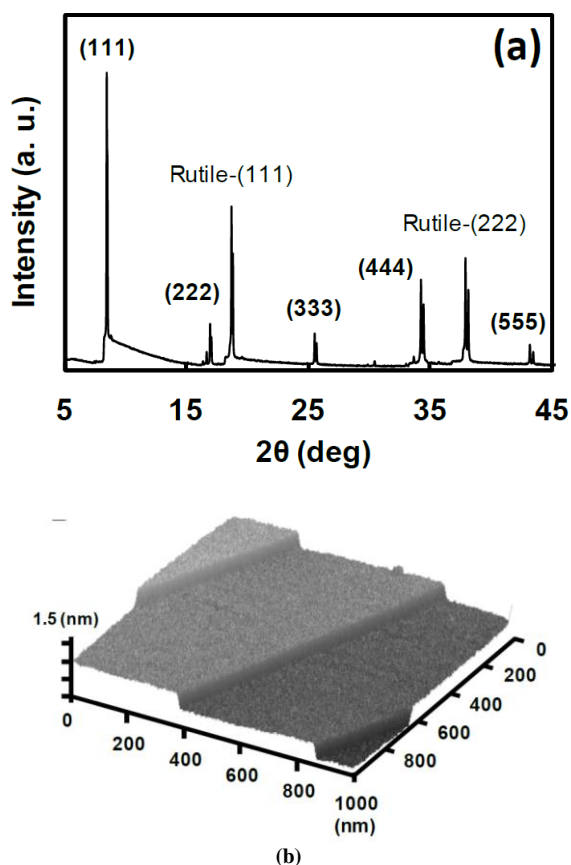 (a)
(111)
Rutile-(111)
Rutile-(222)
(222)
(444)
(333)
(555)
Intensity (a. u.)
5 15 25 35 45
2θ (deg)
1.5 (nm)
0
200
400
600
800
1000
(nm)
0
200
400
600
800
(b)